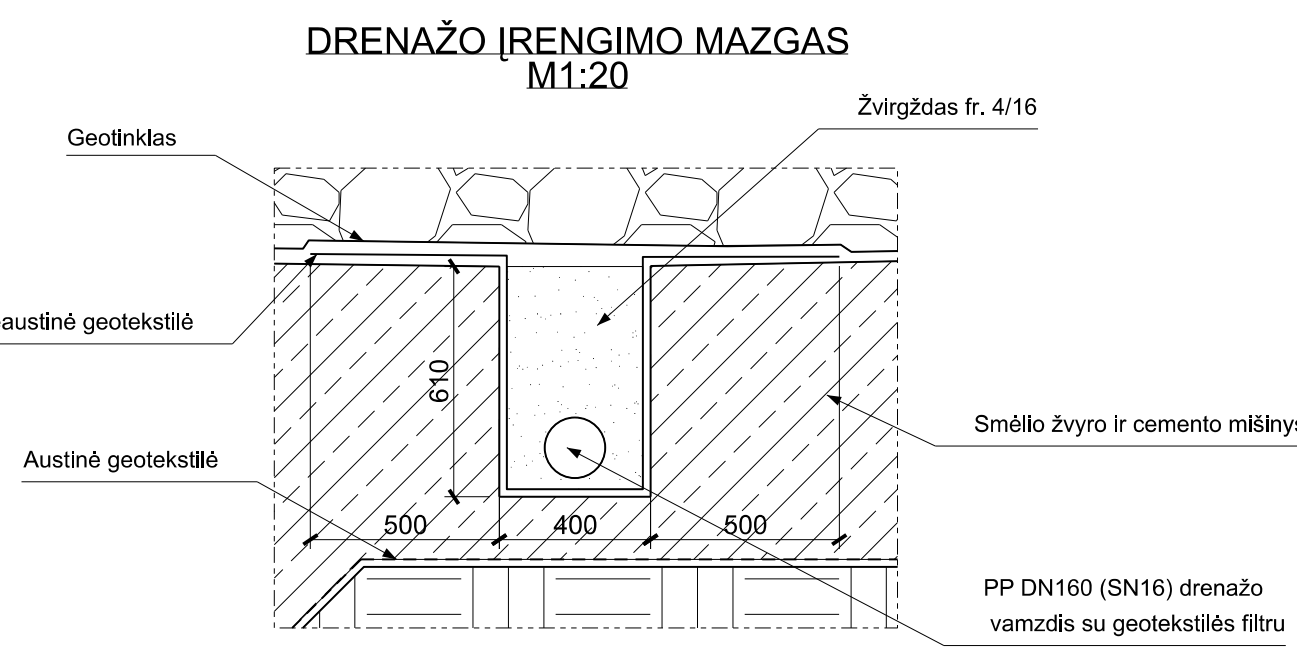 DRENAŽO ĮRENGIMO MAZGAS
M1:20
Žvirgždas fr. 4/16
Geotinklas
austinė geotekstilė
610
Smėlio žvyro ir cemento mišinys
Austinė geotekstilė
500
400
500
PP DN160 (SN16) drenažo
vamzdis su geotekstilės filtru